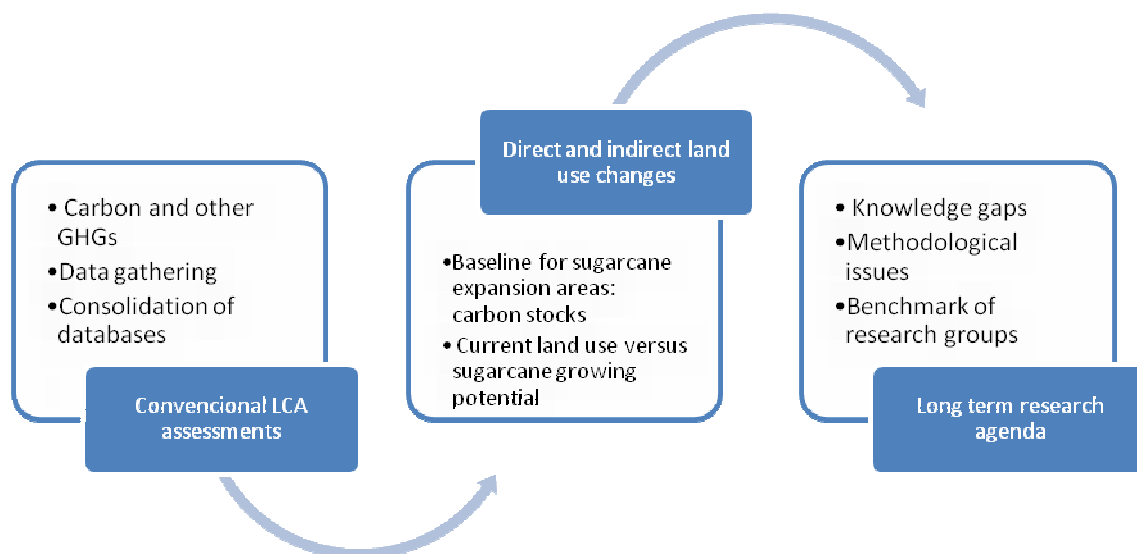 • Carbon and other
GHGs
•Data gathering
•Consolidation of
databases
Convencional LCA
assessments
Direct and indirect land
use changes
•Baseline for sugarcane
expansion areas:
carbon stocks
• Current land use versus
sugarcane growing
potential
• Knowledge gaps
•Methodological
issues
•Benchmark of
research groups
Long term research
agenda